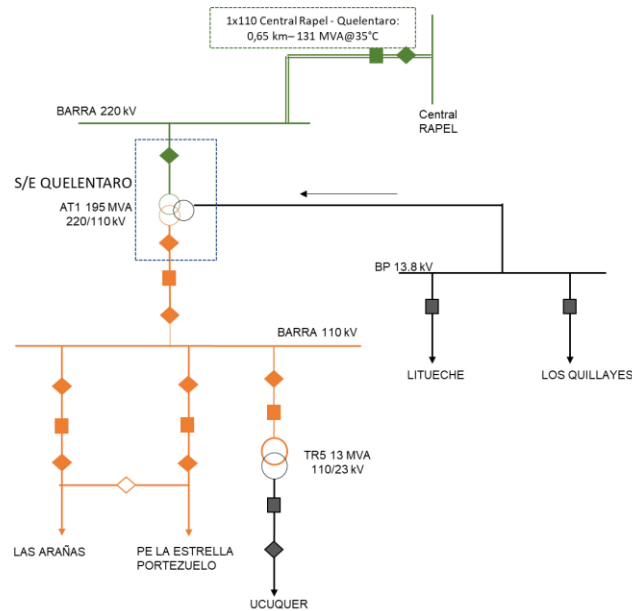 1x110 Central Rapel - Quelentaro:
0,65 km– 131 MVA@35°C
BARRA 220 kV
Central
RAPEL
S/E QUELENTARO
AT1 195 MVA
220/110 kV
BP 13.8 kV
BARRA 110 kV
LITUECHE
LOS QUILLAYES
TR5 13 MVA
110/23 kV
LAS ARAÑAS
PE LA ESTRELLA
PORTEZUELO
UCUQUER